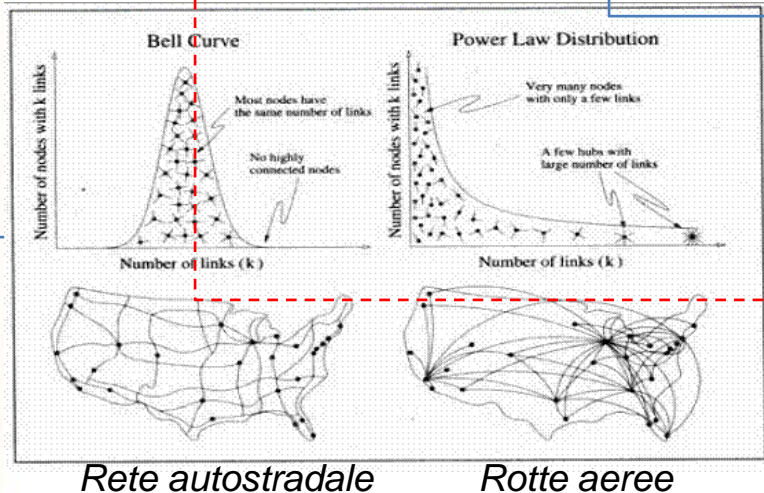 Bell Curve
Power Law Distribution
Number of nodes with k links
Most nodes have
the same number of links
No highly
connected nodes
Number of links (k)
Number of nodes with k links
Very many nodes
with only a few links
A few hubs with
large number of links
Number of links (k)
Rete autostradale
Rotte aeree